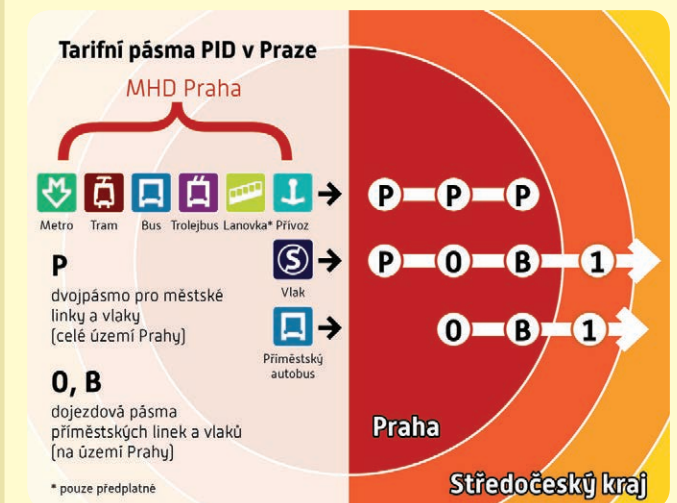 Tarifní pásma PID v Praze
MHD Praha
Metro Tram Bus Trolejbus Lanovka* Přívoz
P P P
P
dvojpásmo pro městské
linky a vlaky
(celé území Prahy)
S
Vlak
P 0 B 1
Příměstský
autobus
0 B 1
0, B
dojezdová pásma
příměstských linek a vlaků
(na území Prahy)
* pouze předplatné
Praha
Středočeský kraj